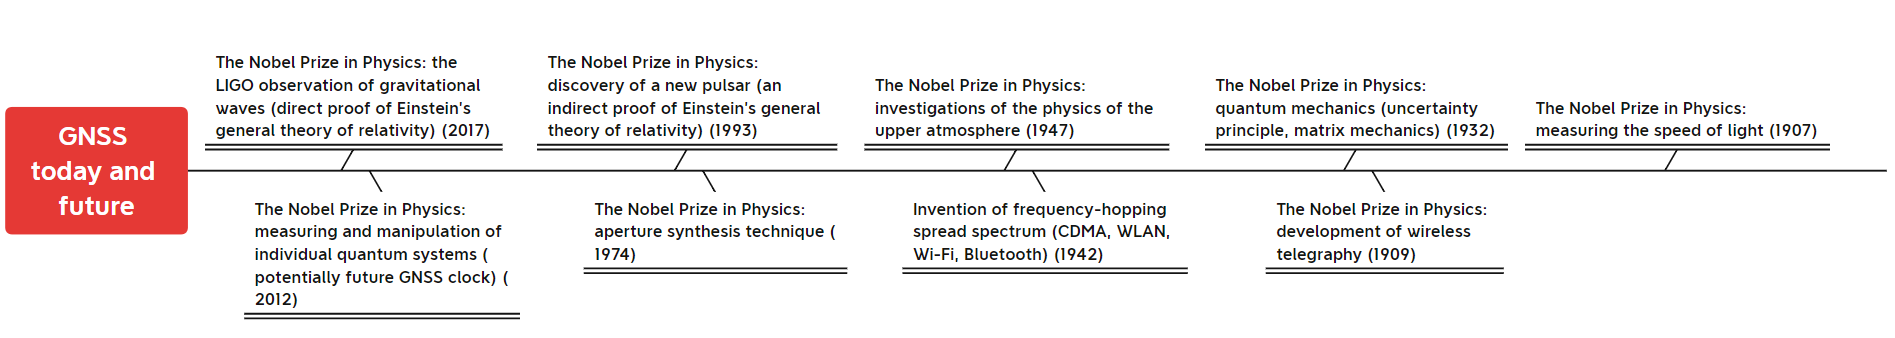 GNSS
today and
future
The Nobel Prize in Physics: the
LIGO observation of gravitational
waves (direct proof of Einstein's
general theory of relativity) (2017)
The Nobel Prize in Physics:
measuring and manipulation of
individual quantum systems (
potentially future GNSS clock) (
2012)
The Nobel Prize in Physics:
discovery of a new pulsar (an
indirect proof of Einstein's general
theory of relativity) (1993)
The Nobel Prize in Physics:
aperture synthesis technique (
1974)
The Nobel Prize in Physics:
investigations of the physics of the
upper atmosphere (1947)
Invention of frequency-hopping
spread spectrum (CDMA, WLAN,
Wi-Fi, Bluetooth) (1942)
The Nobel Prize in Physics:
quantum mechanics (uncertainty
principle, matrix mechanics) (1932)
The Nobel Prize in Physics:
development of wireless
telegraphy (1909)
The Nobel Prize in Physics:
measuring the speed of light (1907)